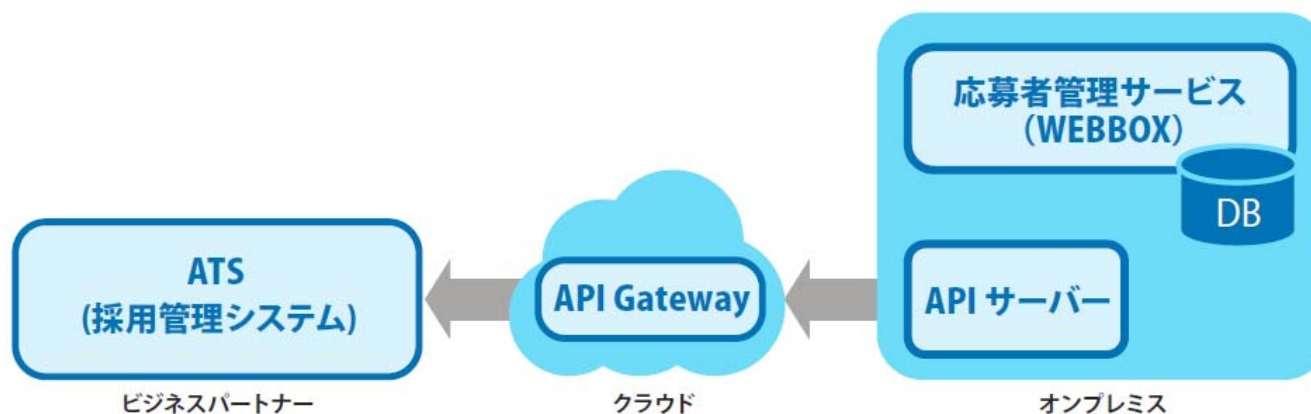 応募者管理サービス
（WEBBOX）
DB
ATS
(採用管理システム)
API Gateway
API サーバー
ビジネスパートナー
クラウド
オンプレミス